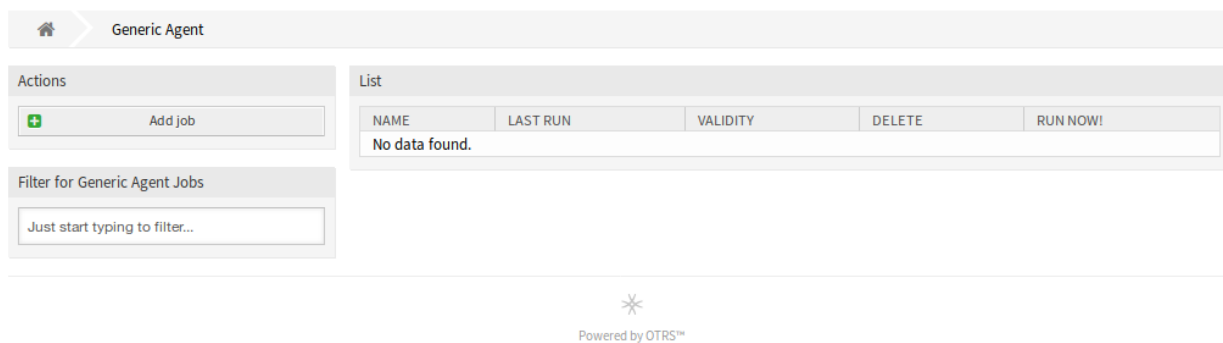 Generic Agent
Actions
Add job
Filter for Generic Agent Jobs
Just start typing to filter...
List
NAME LAST RUN VALIDITY DELETE RUN NOW!
No data found.
Powered by OTRS™